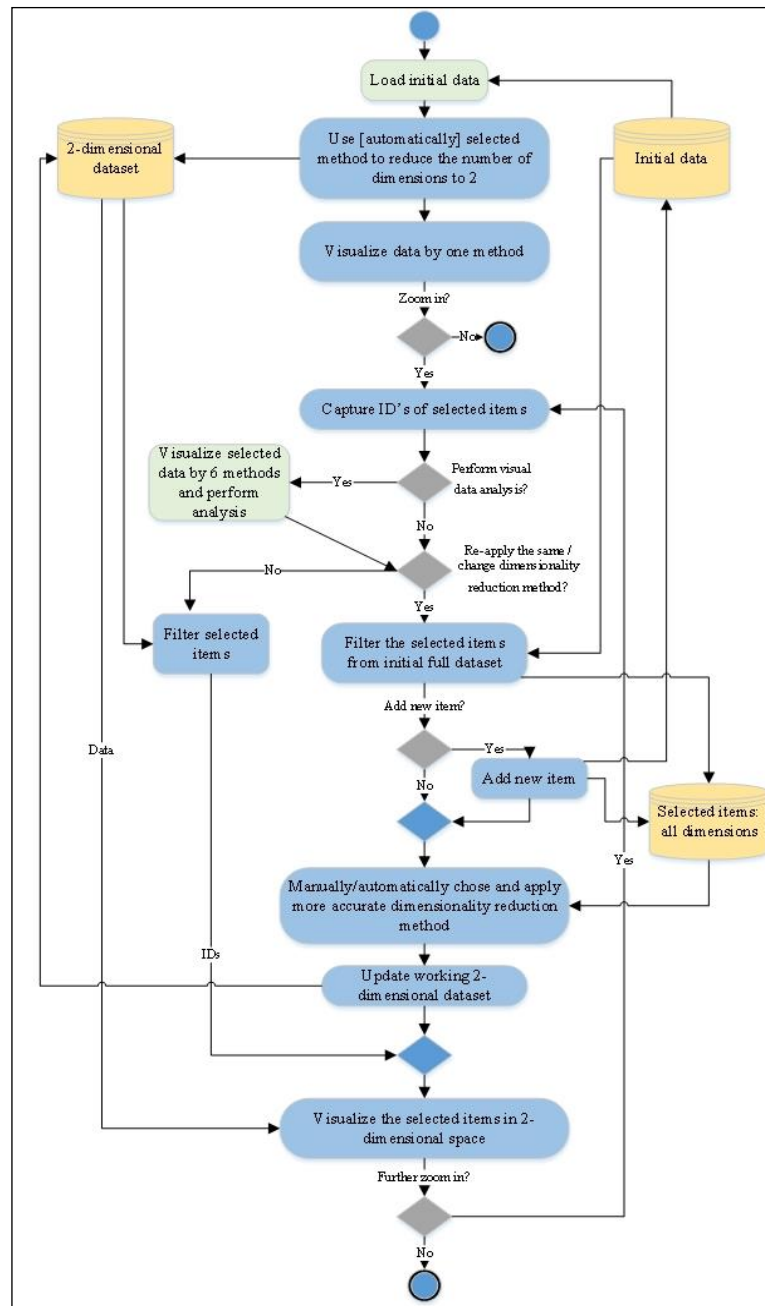 Load initial data
2-dimensional
dataset
Use [automatically] selected
method to reduce the number of
dimensions to 2
Initial data
Visualize data by one method
Zoom in?
No
Yes
Capture ID's of selected items
Visualize selected
data by 6 methods
and perform
analysis
Yes
Perform visual
data analysis?
No
Re-apply the same /
change dimensionality
reduction method?
No
Yes
Filter selected
items
Filter the selected items
from initial full dataset
Add new item?
Data
Yes
Add new item
No
Selected items:
all dimensions
Yes
Manually/automatically chose and apply
more accurate dimensionality reduction
method
IDs
Update working 2-
dimensional dataset
Visualize the selected items in 2-
dimensional space
Further zoom in?
No